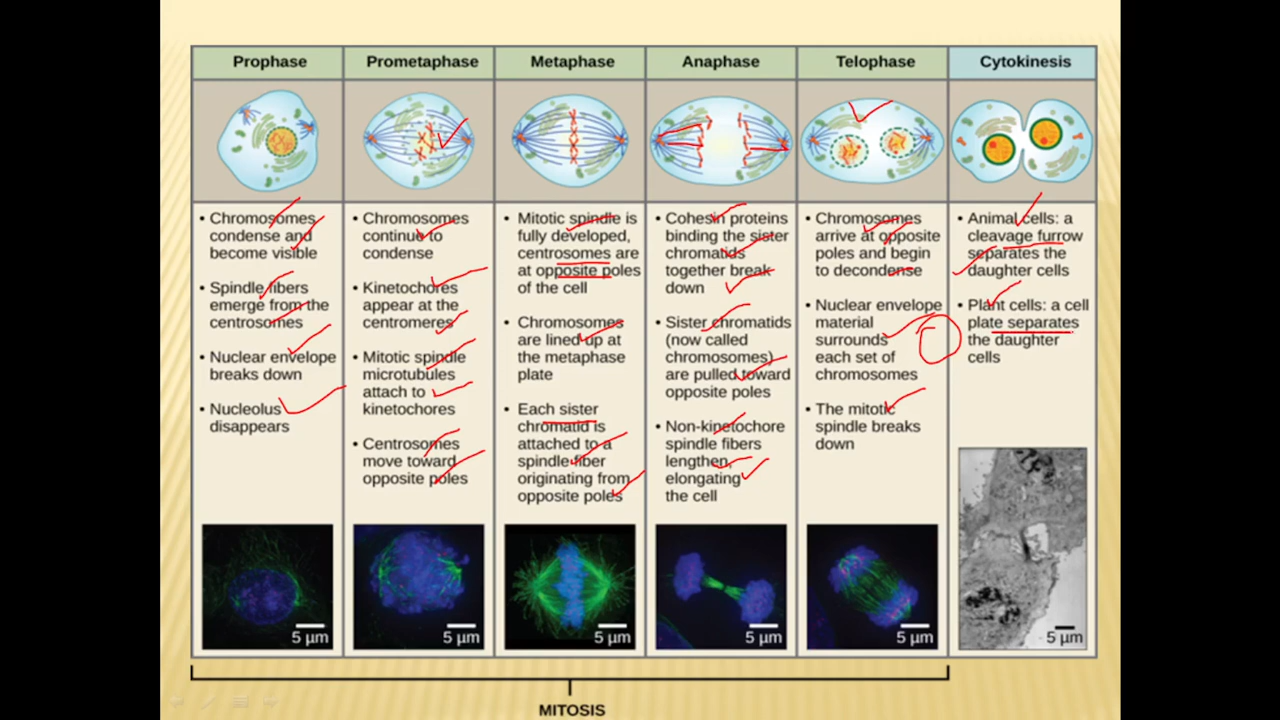 Prophase
Prometaphase
Metaphase
Anaphase
Telophase
Cytokinesis
• Chromosomes
condense and
become visible
• Spindle fibers
emerge from the
centrosomes
• Nuclear envelope
breaks down
• Nucleolus
disappears
• Chromosomes
continue to
condense
• Kinetochores
appear at the
centromeres
• Mitotic spindle
microtubules
attach to
kinetochores
• Centrosomes
move toward
opposite poles
• Mitotic spindle is
fully developed,
centrosomes are
at opposite poles
of the cell
• Chromosomes
are lined up at
the metaphase
plate
• Each sister
chromatid is
attached to a
spindle fiber
originating from
opposite poles
• Cohesin proteins
binding the sister
chromatids
together break
down
• Sister chromatids
(now called
chromosomes)
are pulled toward
opposite poles
• Non-kinetochore
spindle fibers
lengthen,
elongating
the cell
• Chromosomes
arrive at opposite
poles and begin
to decondense
• Nuclear envelope
material
surrounds
each set of
chromosomes
• The mitotic
spindle breaks
down
• Animal cells: a
cleavage furrow
separates the
daughter cells
• Plant cells: a cell
plate separates
the daughter
cells
5 µm
5 µm
5 µm
5 µm
5 µm
5 µm
MITOSIS